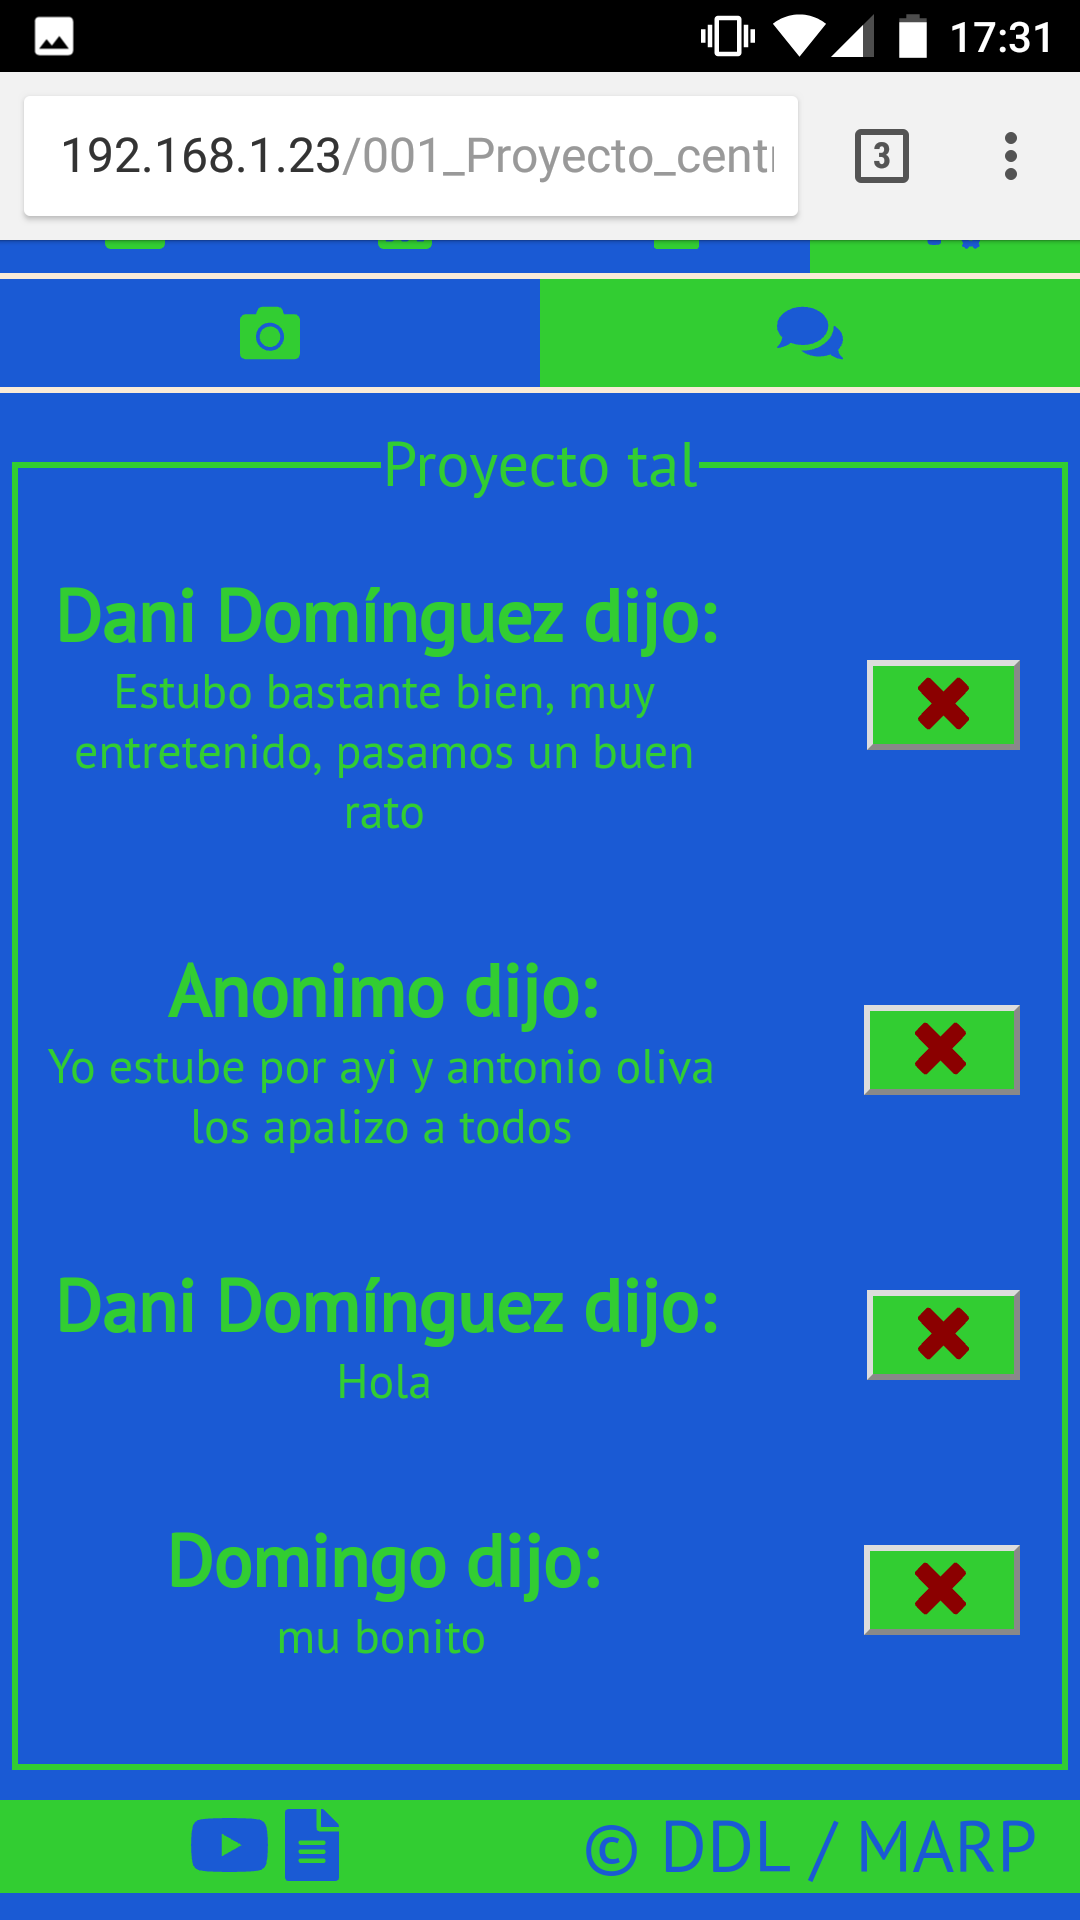 17:31
192.168.1.23/001_Proyecto_cent
3
Proyecto tal
Dani Domínguez dijo:
Estubo bastante bien, muy
entretenido, pasamos un buen
rato
Anonimo dijo:
Yo estube por ayi y antonio oliva
los apalizo a todos
Dani Domínguez dijo:
Hola
Domingo dijo:
mu bonito
© DDL / MARP